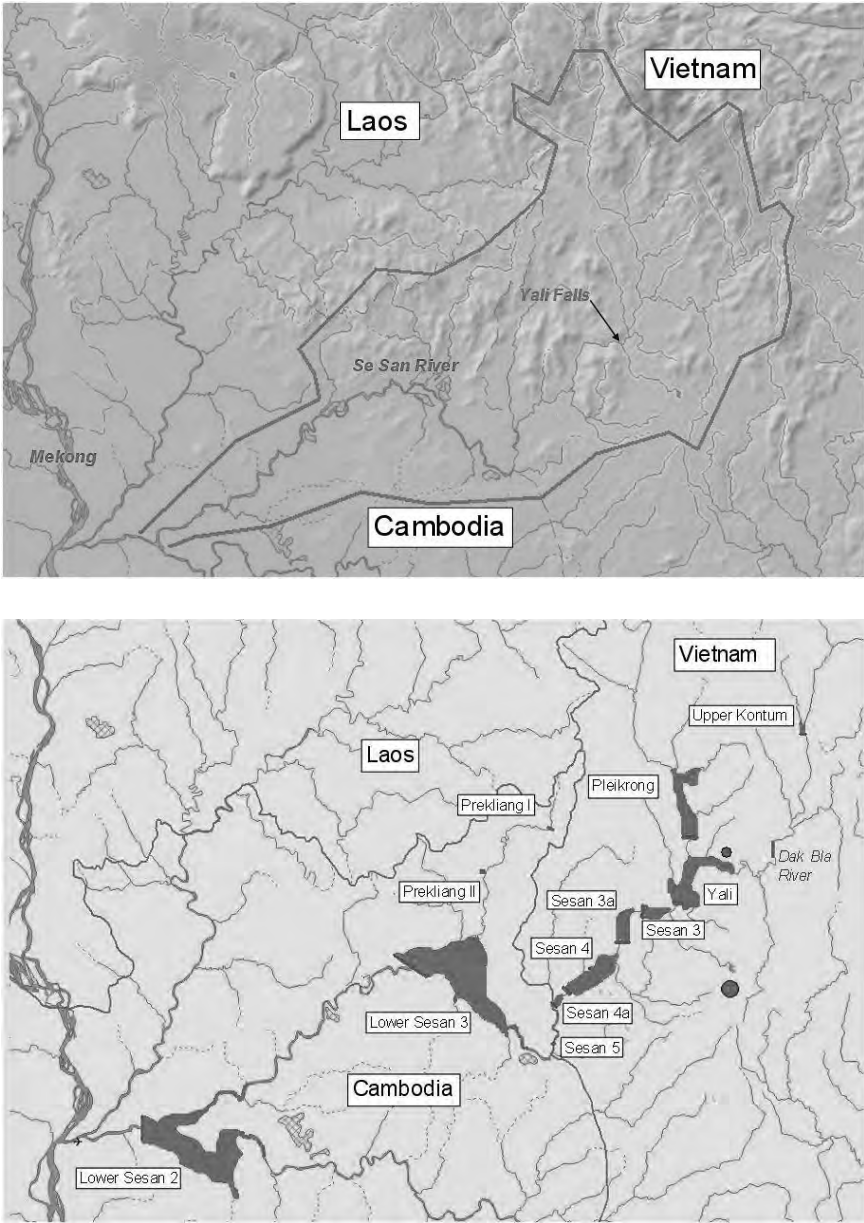 Vietnam
Laos
Yali Falls
Se San River
Mekong
Cambodia
Vietnam
Upper Kontum
Laos
Pleikrong
Prekliang I
Dak Bla
River
Prekliang II
Sesan 3a
Yali
Sesan 3
Sesan 4
Sesan 4a
Lower Sesan 3
Sesan 5
Cambodia
Lower Sesan 2